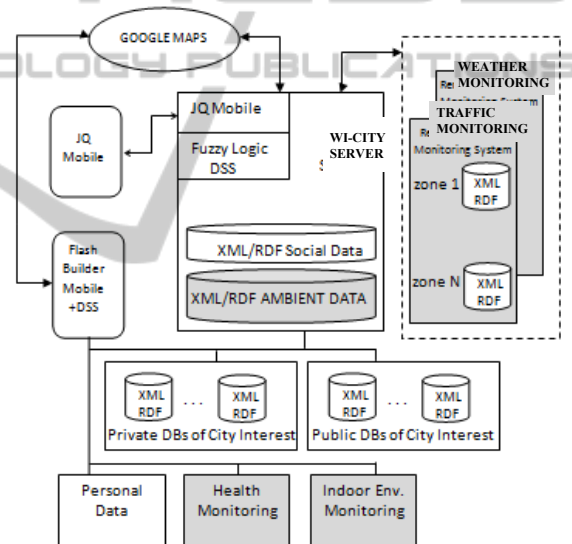 OLOGY PUBLICATIONS
GOOGLE MAPS
JQ
Mobile
Flash
Builder
Mobile
+DSS
JQ Mobile
Fuzzy Logic
DSS
WI-CITY
SERVER
XML/RDF Social Data
XML/RDF AMBIENT DATA
WEATHER
MONITORING
TRAFFIC
MONITORING
Monitoring System
zone 1
XML
RDF
zone N
XML
RDF
XML
RDF
. . .
XML
RDF
Private DBs of City Interest
XML
RDF
. . .
XML
RDF
Public DBs of City Interest
Personal
Data
Health
Monitoring
Indoor Env.
Monitoring